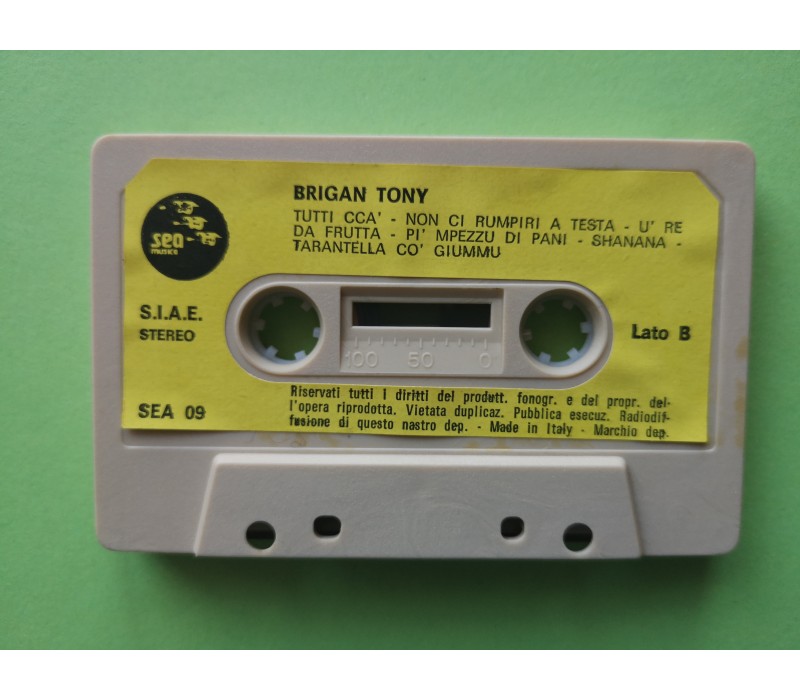 BRIGAN TONY
TUTTI CCA' - NON CI RUMPIRI A TESTA - U' RE
DA FRUTTA - PI' MPEZZU DI PANI - SHANANA -
TARANTELLA CO' GIUMMU
sea
musica
S.I.A.E.
STEREO
Lato B
100 50 0
SEA 09
Riservati tutti i diritti del produtt. fonogr. e del propr. del-
l'opera riprodotta. Vietata duplicaz. Pubblica esecuz. Radiodif-
fusione di questo nastro dep. - Made in Italy - Marchio dep.